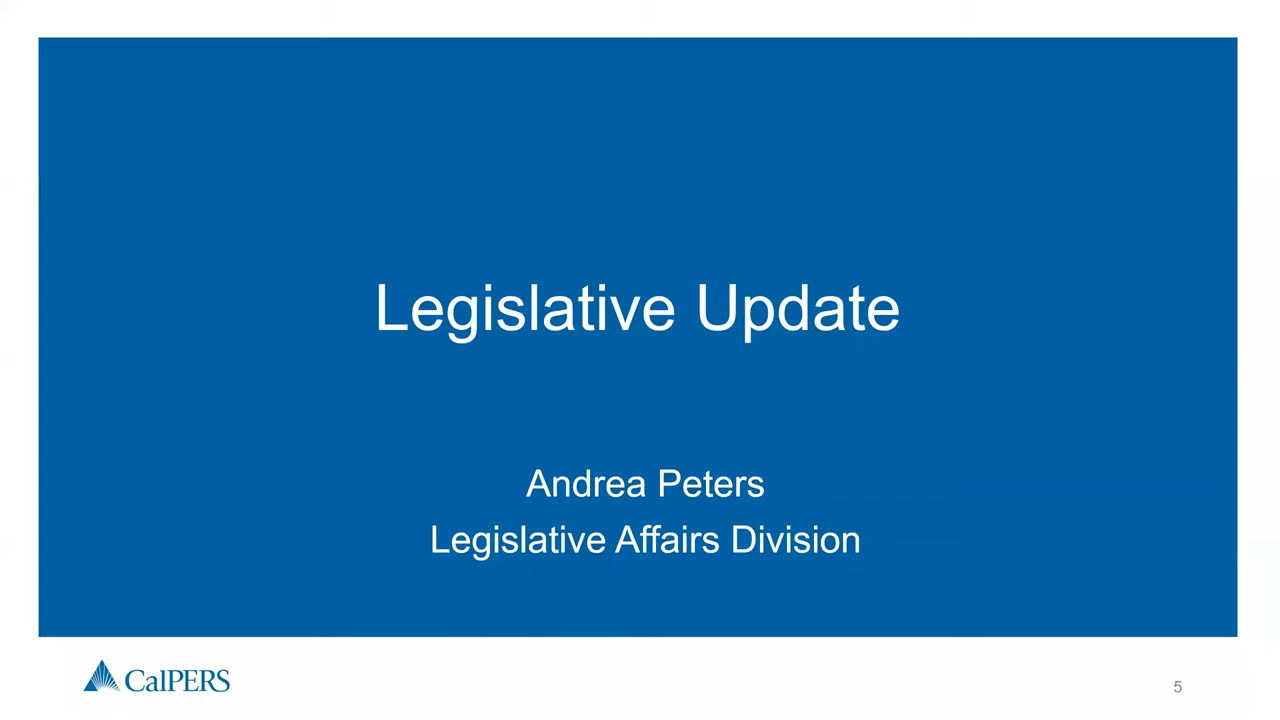 Legislative Update
Andrea Peters
Legislative Affairs Division
CalPERS
5